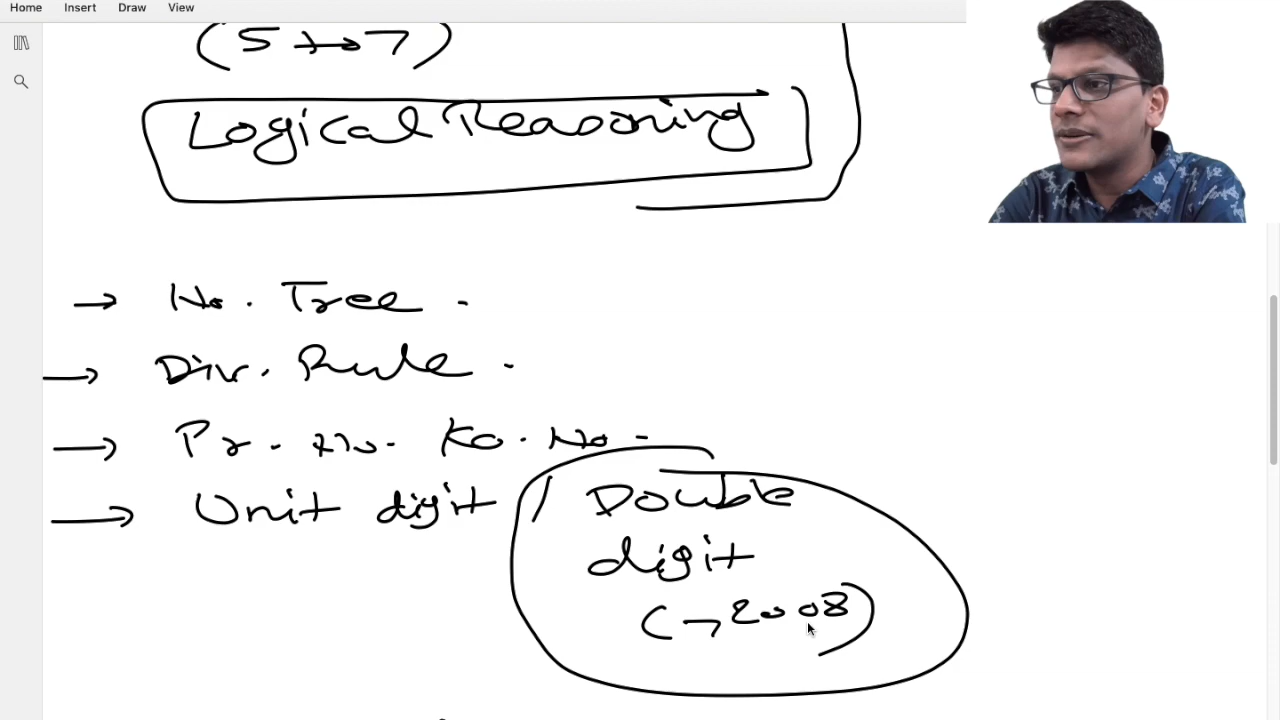 Home Insert Draw View
(5 to 7)
Logical Reasoning
→ No. Tree.
→ Div. Rule.
→ Pr. No. Ko. No.
→ Unit digit / Double
digit
(→ 2008)